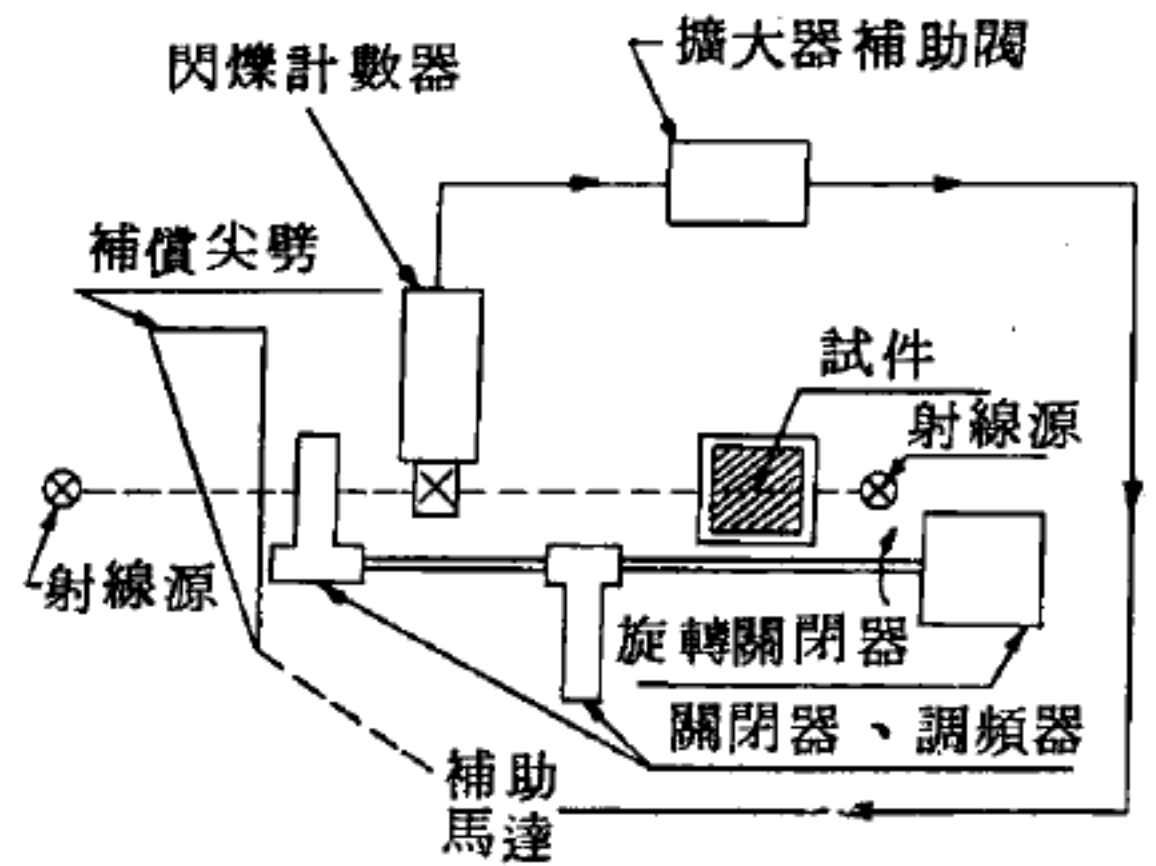 擴大器補助閥
閃爍計數器
補償尖劈
試件
射線源
射線源
旋轉關閉器
關閉器、調頻器
補助
馬達